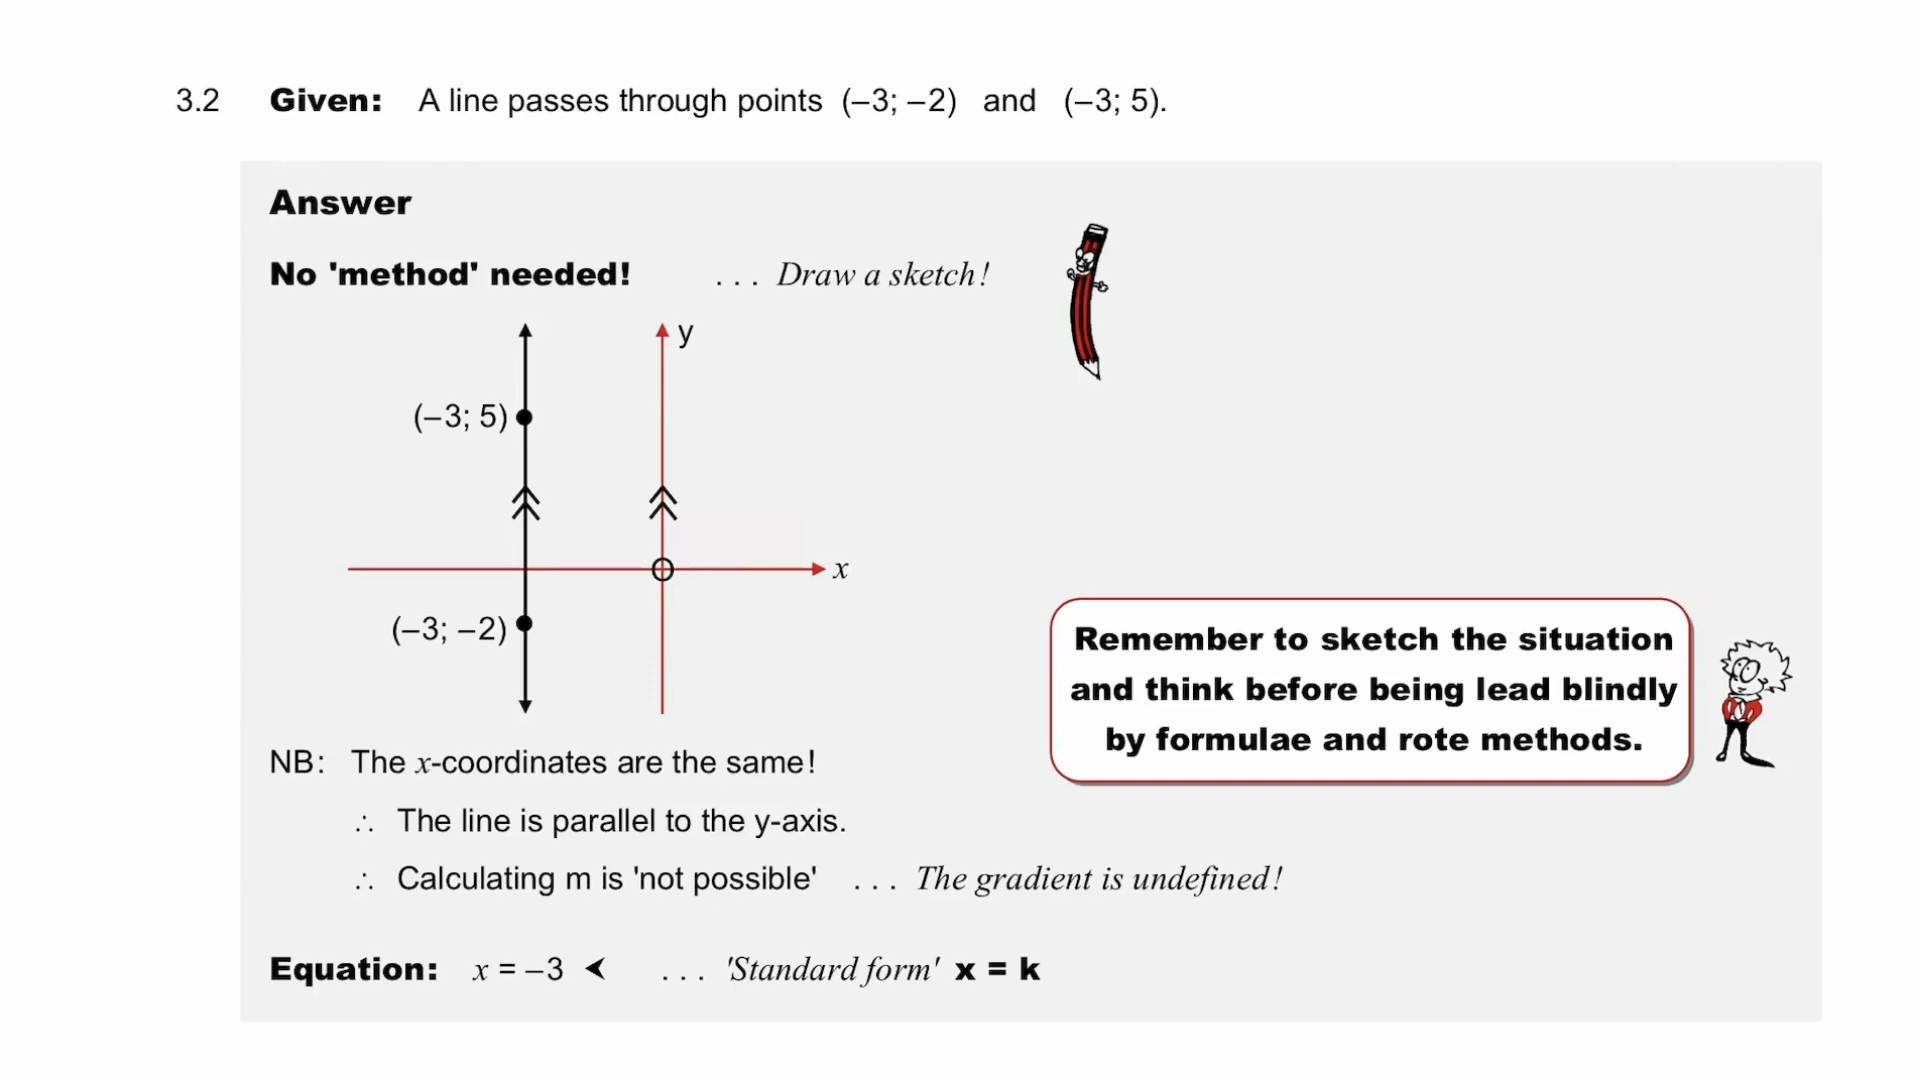 3.2 Given: A line passes through points (–3; –2) and (–3; 5).
Answer
No 'method' needed! . . . Draw a sketch!
y
(–3; 5)
O
x
(–3; –2)
Remember to sketch the situation
and think before being lead blindly
by formulae and rote methods.
NB: The x-coordinates are the same!
∴ The line is parallel to the y-axis.
∴ Calculating m is 'not possible' . . . The gradient is undefined!
Equation: x = –3 ⮜ . . . 'Standard form' x = k